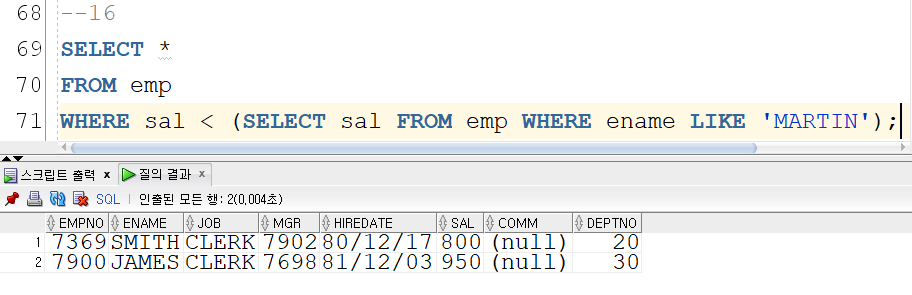 68 --16
69 SELECT *
70 FROM emp
71 WHERE sal < (SELECT sal FROM emp WHERE ename LIKE 'MARTIN');
스크립트 출력 x 질의 결과 x
SQL | 인출된 모든 행: 2(0,004초)
EMPNO ENAME JOB MGR HIREDATE SAL COMM DEPTNO
1 7369 SMITH CLERK 7902 80/12/17 800 (null) 20
2 7900 JAMES CLERK 7698 81/12/03 950 (null) 30